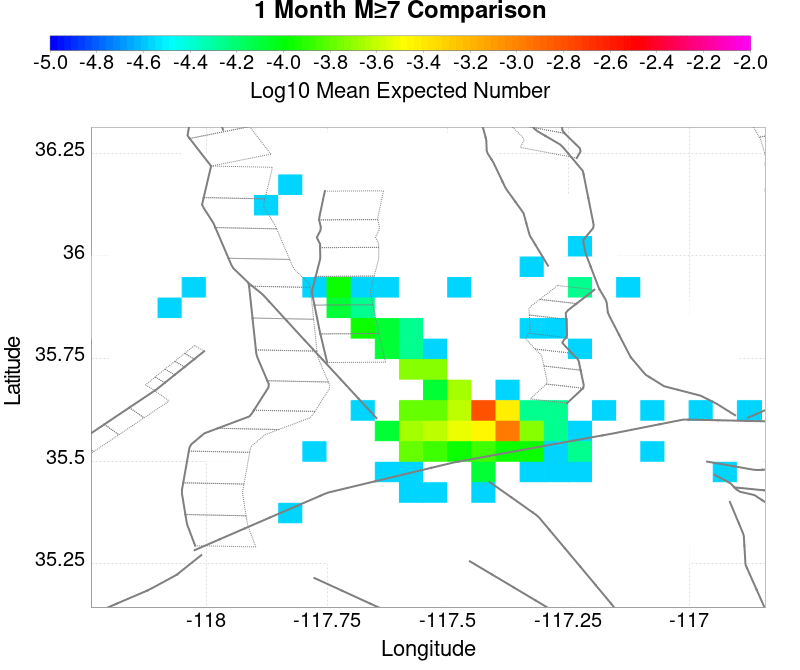 1 Month M≥7 Comparison
-5.0 -4.8 -4.6 -4.4 -4.2 -4.0 -3.8 -3.6 -3.4 -3.2 -3.0 -2.8 -2.6 -2.4 -2.2 -2.0
Log10 Mean Expected Number
36.25
36
35.75
35.5
35.25
Latitude
-118 -117.75 -117.5 -117.25 -117
Longitude